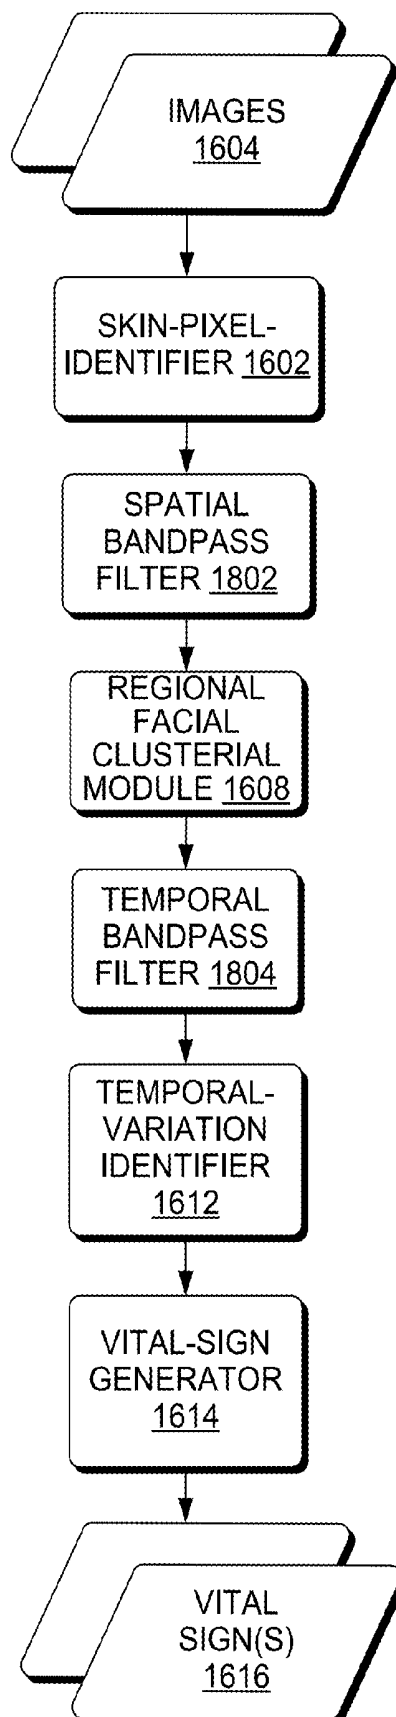 IMAGES
1604
SKIN-PIXEL-
IDENTIFIER 1602
SPATIAL
BANDPASS
FILTER 1802
REGIONAL
FACIAL
CLUSTERIAL
MODULE 1608
TEMPORAL
BANDPASS
FILTER 1804
TEMPORAL-
VARIATION
IDENTIFIER
1612
VITAL-SIGN
GENERATOR
1614
VITAL
SIGN(S)
1616